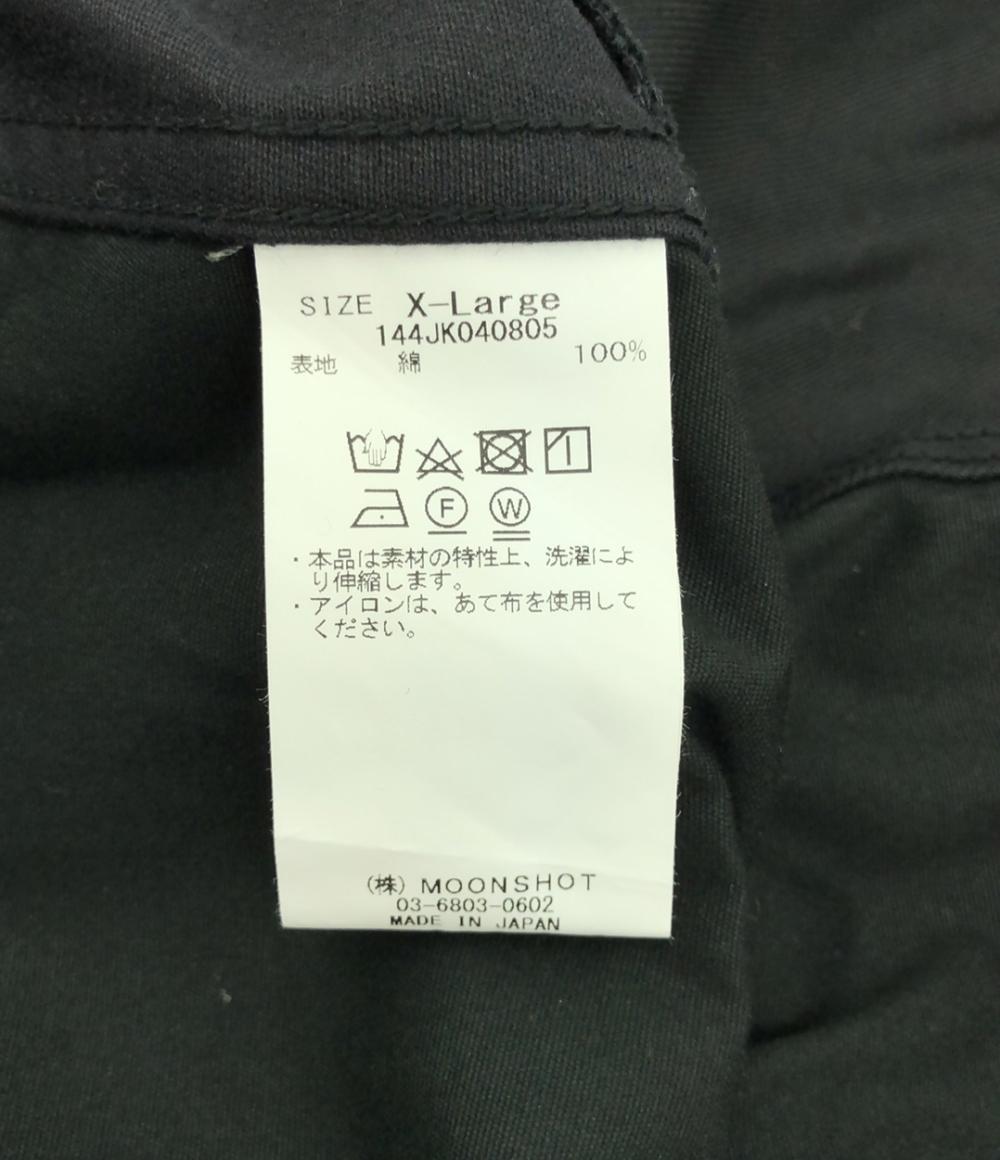 SIZE X-Large
144JK040805
表地 綿 100%
F W
・本品は素材の特性上、洗濯によ
り伸縮します。
・アイロンは、あて布を使用して
ください。
(株) MOONSHOT
03-6803-0602
MADE IN JAPAN